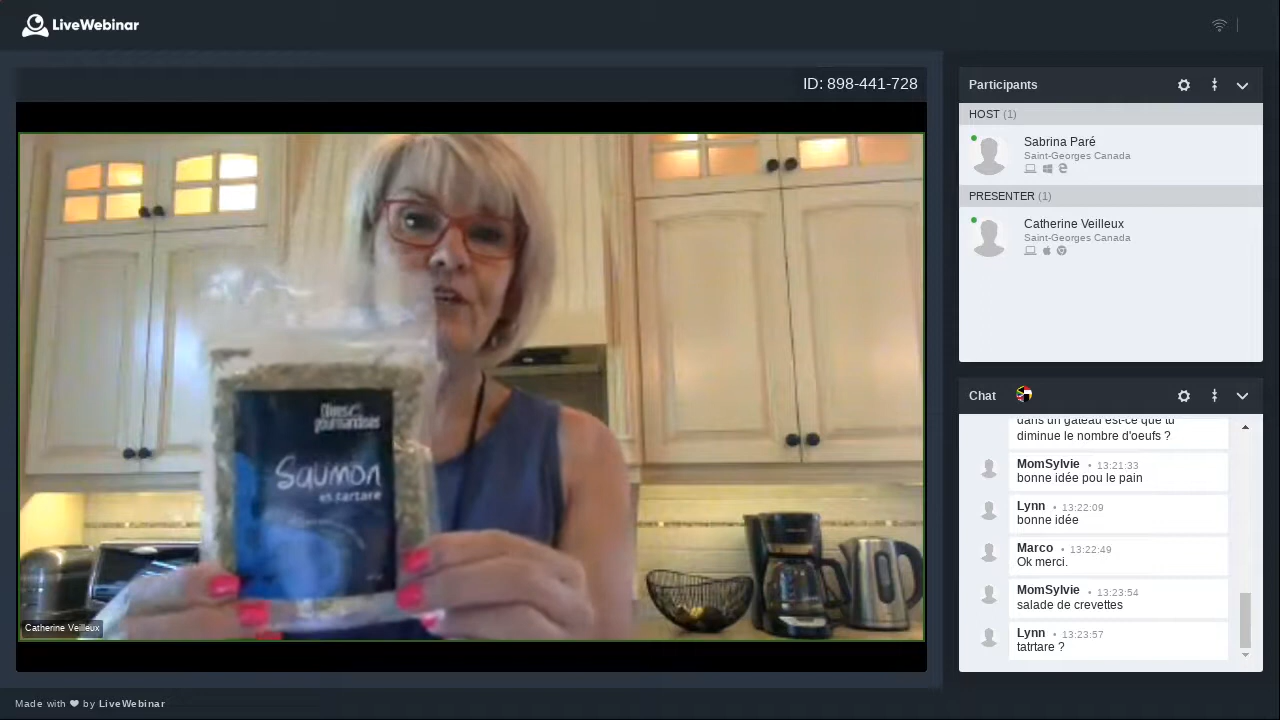 LiveWebinar
ID: 898-441-728
gourmandises
Saumon
et tartare
Catherine Veilleux
Participants
HOST (1)
Sabrina Paré
Saint-Georges Canada
PRESENTER (1)
Catherine Veilleux
Saint-Georges Canada
Chat
dans un gâteau est-ce que tu
diminue le nombre d'oeufs ?
MomSylvie • 13:21:33
bonne idée pou le pain
Lynn • 13:22:09
bonne idée
Marco • 13:22:49
Ok merci.
MomSylvie • 13:23:54
salade de crevettes
Lynn • 13:23:57
tatrtare ?
Made with ❤ by LiveWebinar